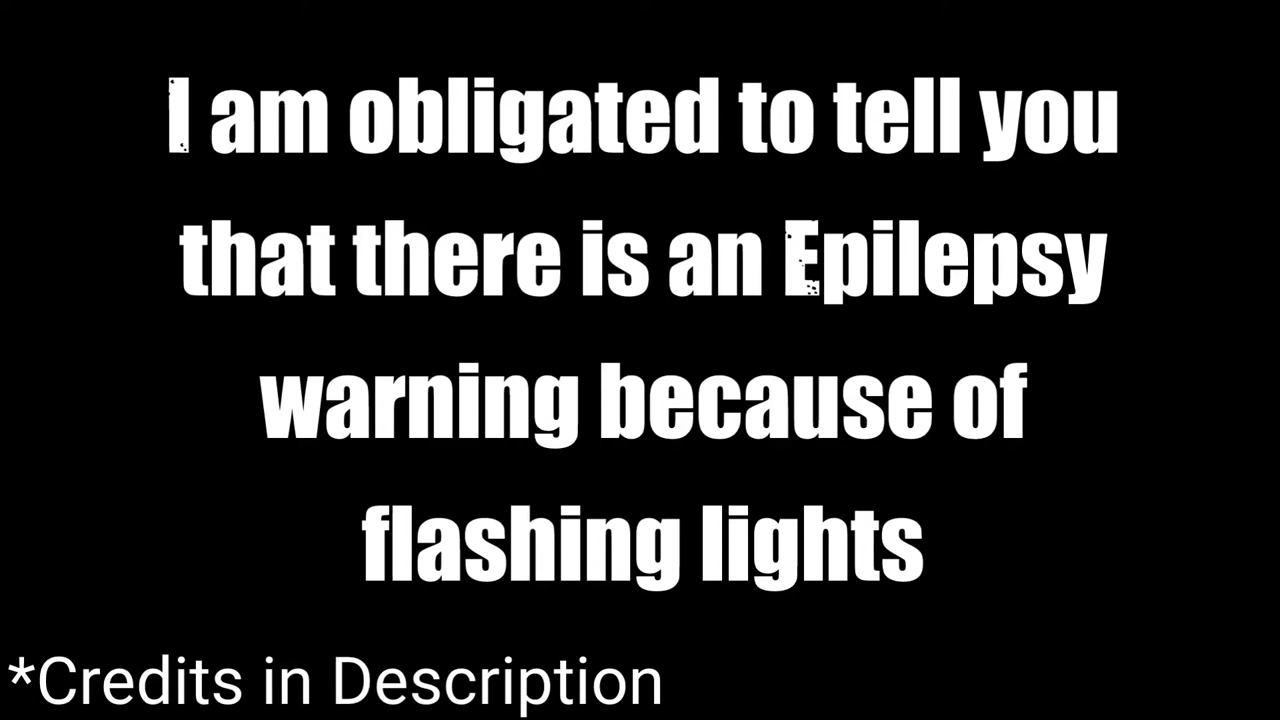 I am obligated to tell you
that there is an Epilepsy
warning because of
flashing lights
*Credits in Description